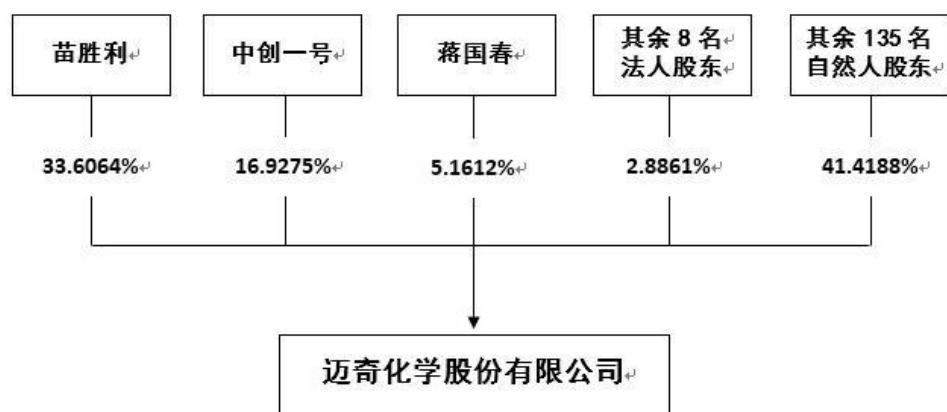 苗胜利
中创一号
蒋国春
其余 8 名
法人股东
其余 135 名
自然人股东
33.6064%
16.9275%
5.1612%
2.8861%
41.4188%
迈奇化学股份有限公司